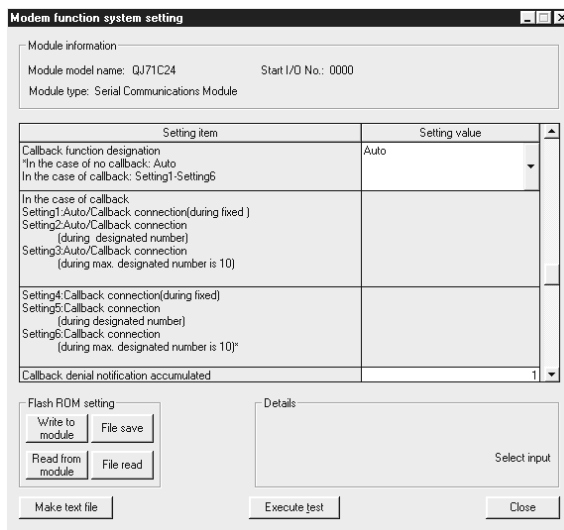 Modem function system setting
Module information
Module model name: QJ71C24 Start I/O No.: 0000
Module type: Serial Communications Module
Setting item Setting value
Callback function designation
*In the case of no callback: Auto
In the case of callback: Setting1-Setting6
Auto
In the case of callback
Setting1:Auto/Callback connection(during fixed )
Setting2:Auto/Callback connection
(during designated number)
Setting3:Auto/Callback connection
(during max. designated number is 10)
Setting4:Callback connection(during fixed)
Setting5:Callback connection
(during designated number)
Setting6:Callback connection
(during max. designated number is 10)*
Callback denial notification accumulated 1
Flash ROM setting
Write to
module
File save
Read from
module
File read
Details
Select input
Make text file
Execute test
Close